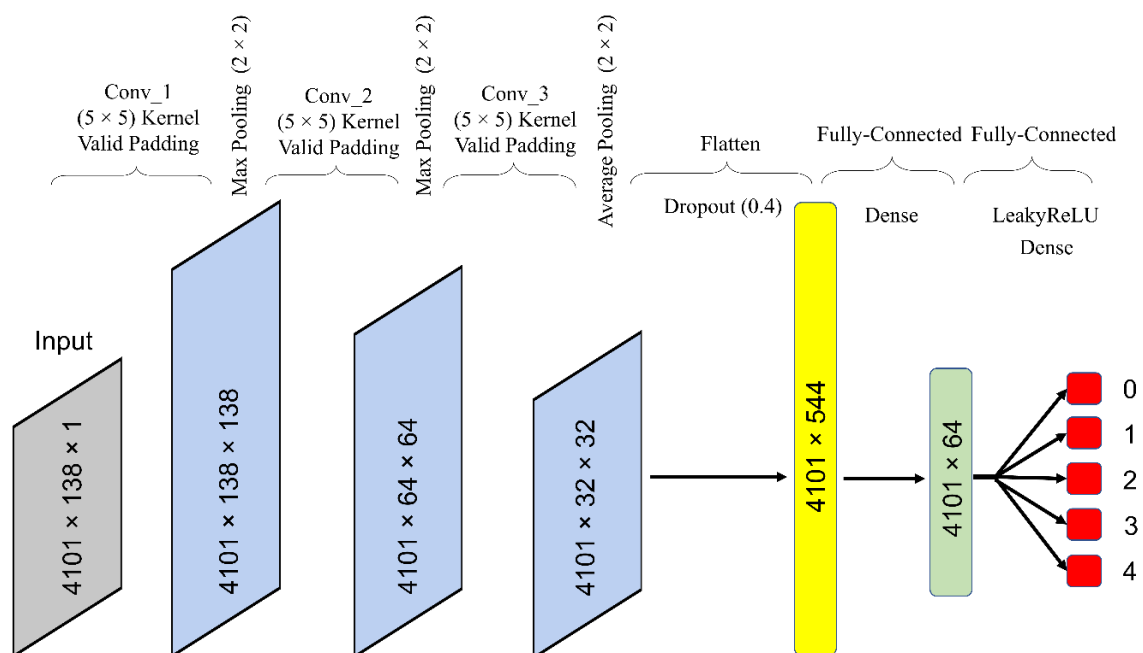 Conv_1
(5 × 5) Kernel
Valid Padding
Max Pooling (2 × 2)
Conv_2
(5 × 5) Kernel
Valid Padding
Max Pooling (2 × 2)
Conv_3
(5 × 5) Kernel
Valid Padding
Average Pooling (2 × 2)
Flatten
Dropout (0.4)
Fully-Connected
Dense
Fully-Connected
LeakyReLU
Dense
Input
4101 × 138 × 1
4101 × 138 × 138
4101 × 64 × 64
4101 × 32 × 32
4101 × 544
4101 × 64
0
1
2
3
4